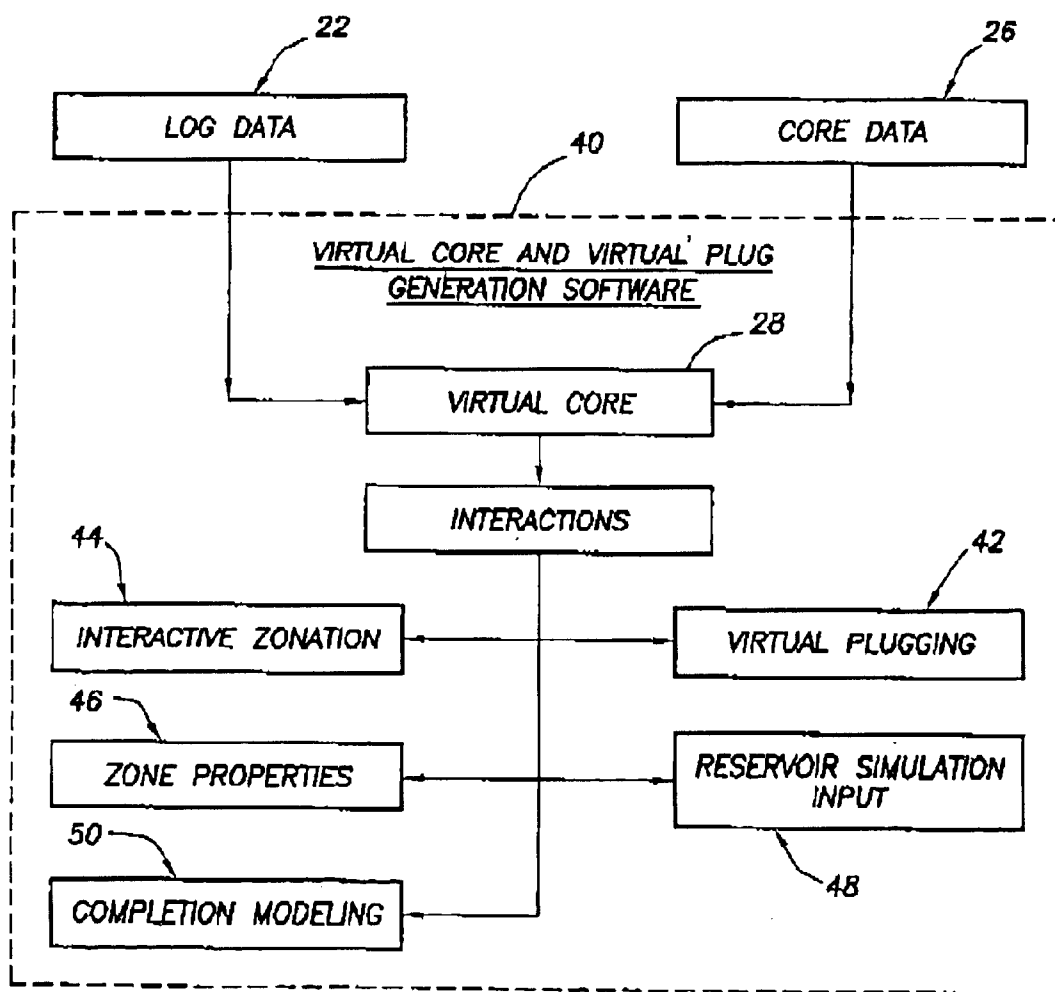 22
26
LOG DATA
CORE DATA
40
VIRTUAL CORE AND VIRTUAL PLUG
GENERATION SOFTWARE
28
VIRTUAL CORE
INTERACTIONS
44
42
INTERACTIVE ZONATION
VIRTUAL PLUGGING
46
ZONE PROPERTIES
RESERVOIR SIMULATION
INPUT
50
48
COMPLETION MODELING